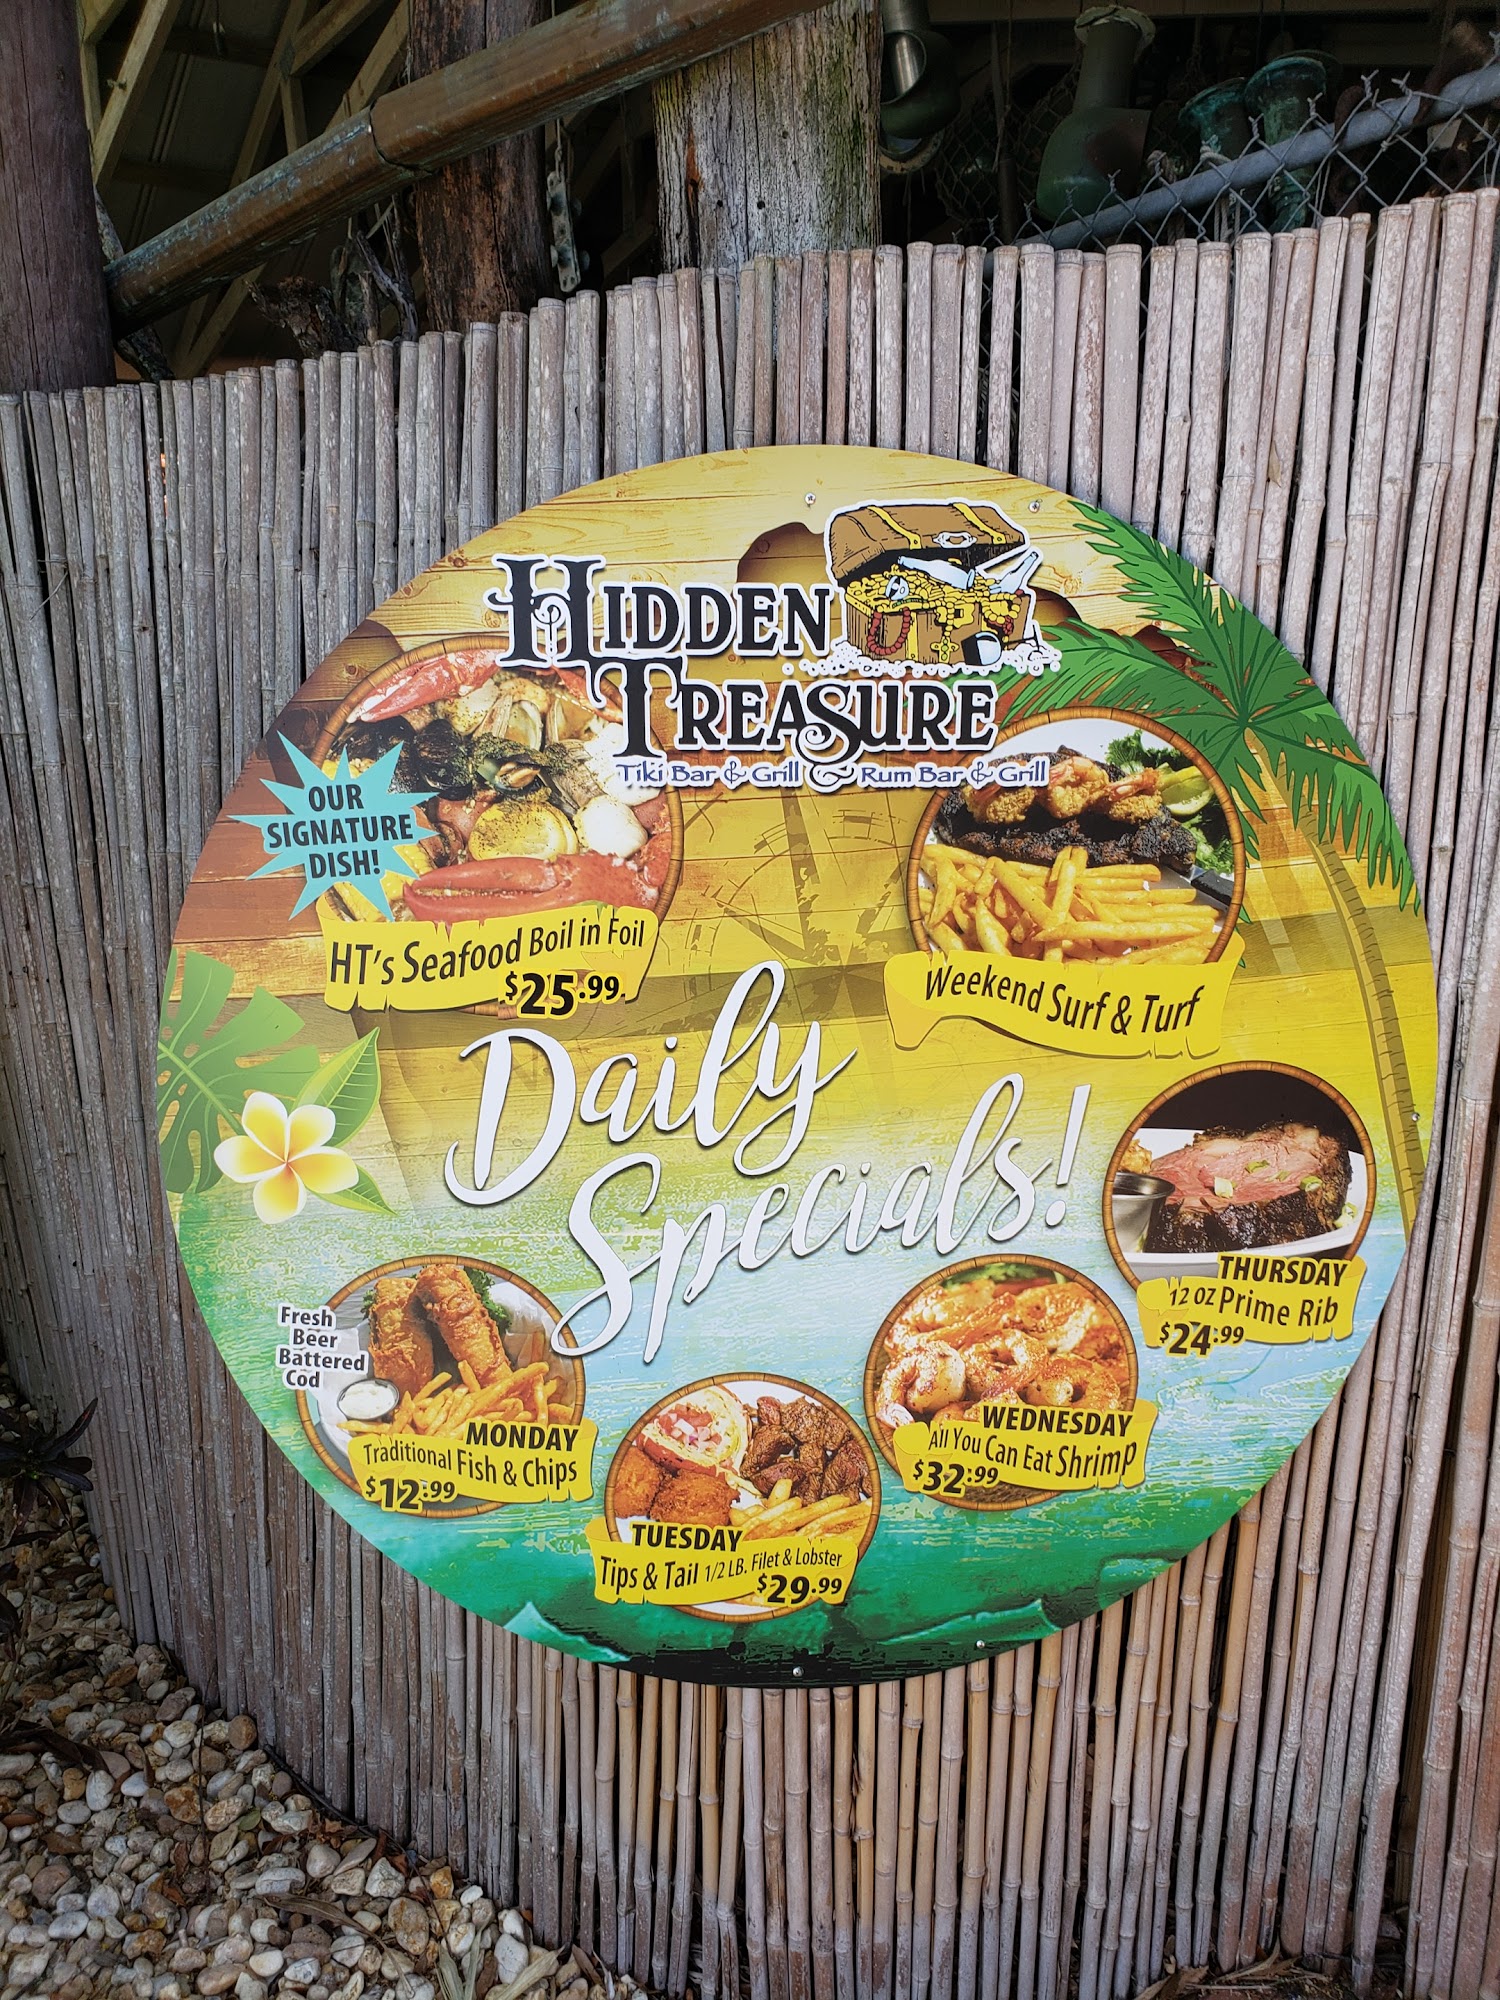 HIDDEN
TREASURE
Tiki Bar & Grill & Rum Bar & Grill
OUR
SIGNATURE
DISH!
HT's Seafood Boil in Foil
$25.99
Weekend Surf & Turf
Daily
Specials!
Fresh
Beer
Battered
Cod
MONDAY
Traditional Fish & Chips
$12.99
TUESDAY
Tips & Tail 1/2 LB. Filet & Lobster
$29.99
WEDNESDAY
All You Can Eat Shrimp
$32.99
THURSDAY
12 OZ Prime Rib
$24.99